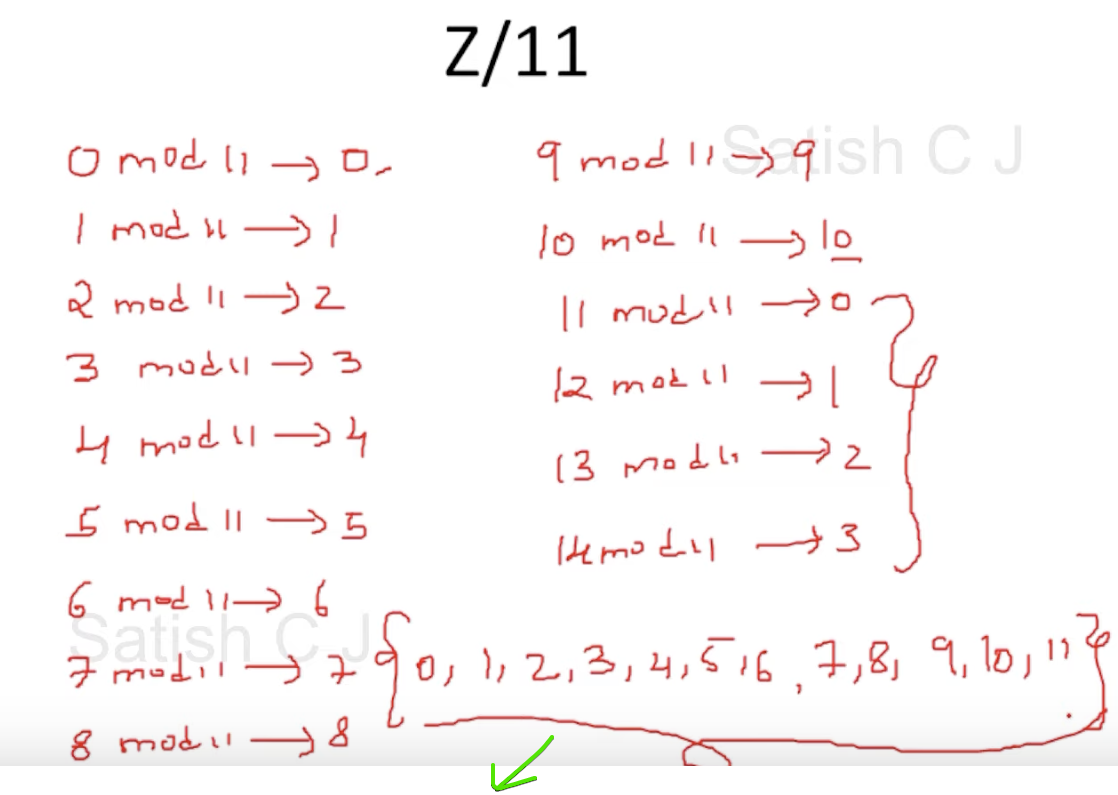 Z/11
0 mod 11 → 0.
1 mod 11 → 1
2 mod 11 → 2
3 mod 11 → 3
4 mod 11 → 4
5 mod 11 → 5
6 mod 11 → 6
7 mod 11 → 7
8 mod 11 → 8
Satish C J
9 mod 11 → 9
10 mod 11 → 10
11 mod 11 → 0
12 mod 11 → 1
13 mod 11 → 2
14 mod 11 → 3
Satish C J
{0, 1, 2, 3, 4, 5, 6, 7, 8, 9, 10, 11}